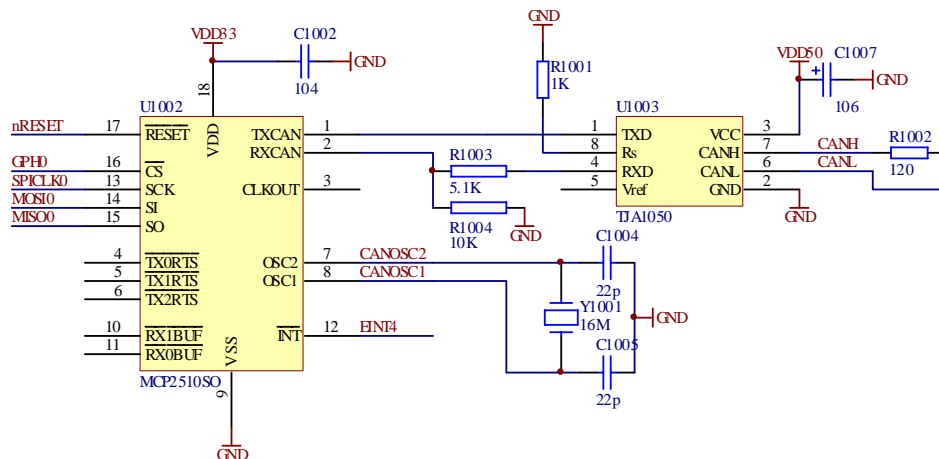 GND
C1002
VDD33
GND
104
18
U1002
VDD
nRESET
17
RESET
TXCAN
1
RXCAN
2
GPH0
16
CS
SPICLK0
13
SCK
CLKOUT
3
MOSI0
14
SI
MISO0
15
SO
4
TX0RTS
OSC2
7
CANOSC2
5
TX1RTS
OSC1
8
CANOSC1
6
TX2RTS
10
RX1BUF
INT
12
EINT4
11
RX0BUF
VSS
MCP2510SO
9
GND
R1001
1K
R1003
5.1K
R1004
10K
GND
U1003
1
TXD
VCC
3
8
Rs
CANH
7
CANH
4
RXD
CANL
6
CANL
5
Vref
GND
2
TJA1050
GND
VDD50
C1007
+
GND
106
R1002
120
C1004
22p
Y1001
16M
GND
C1005
22p